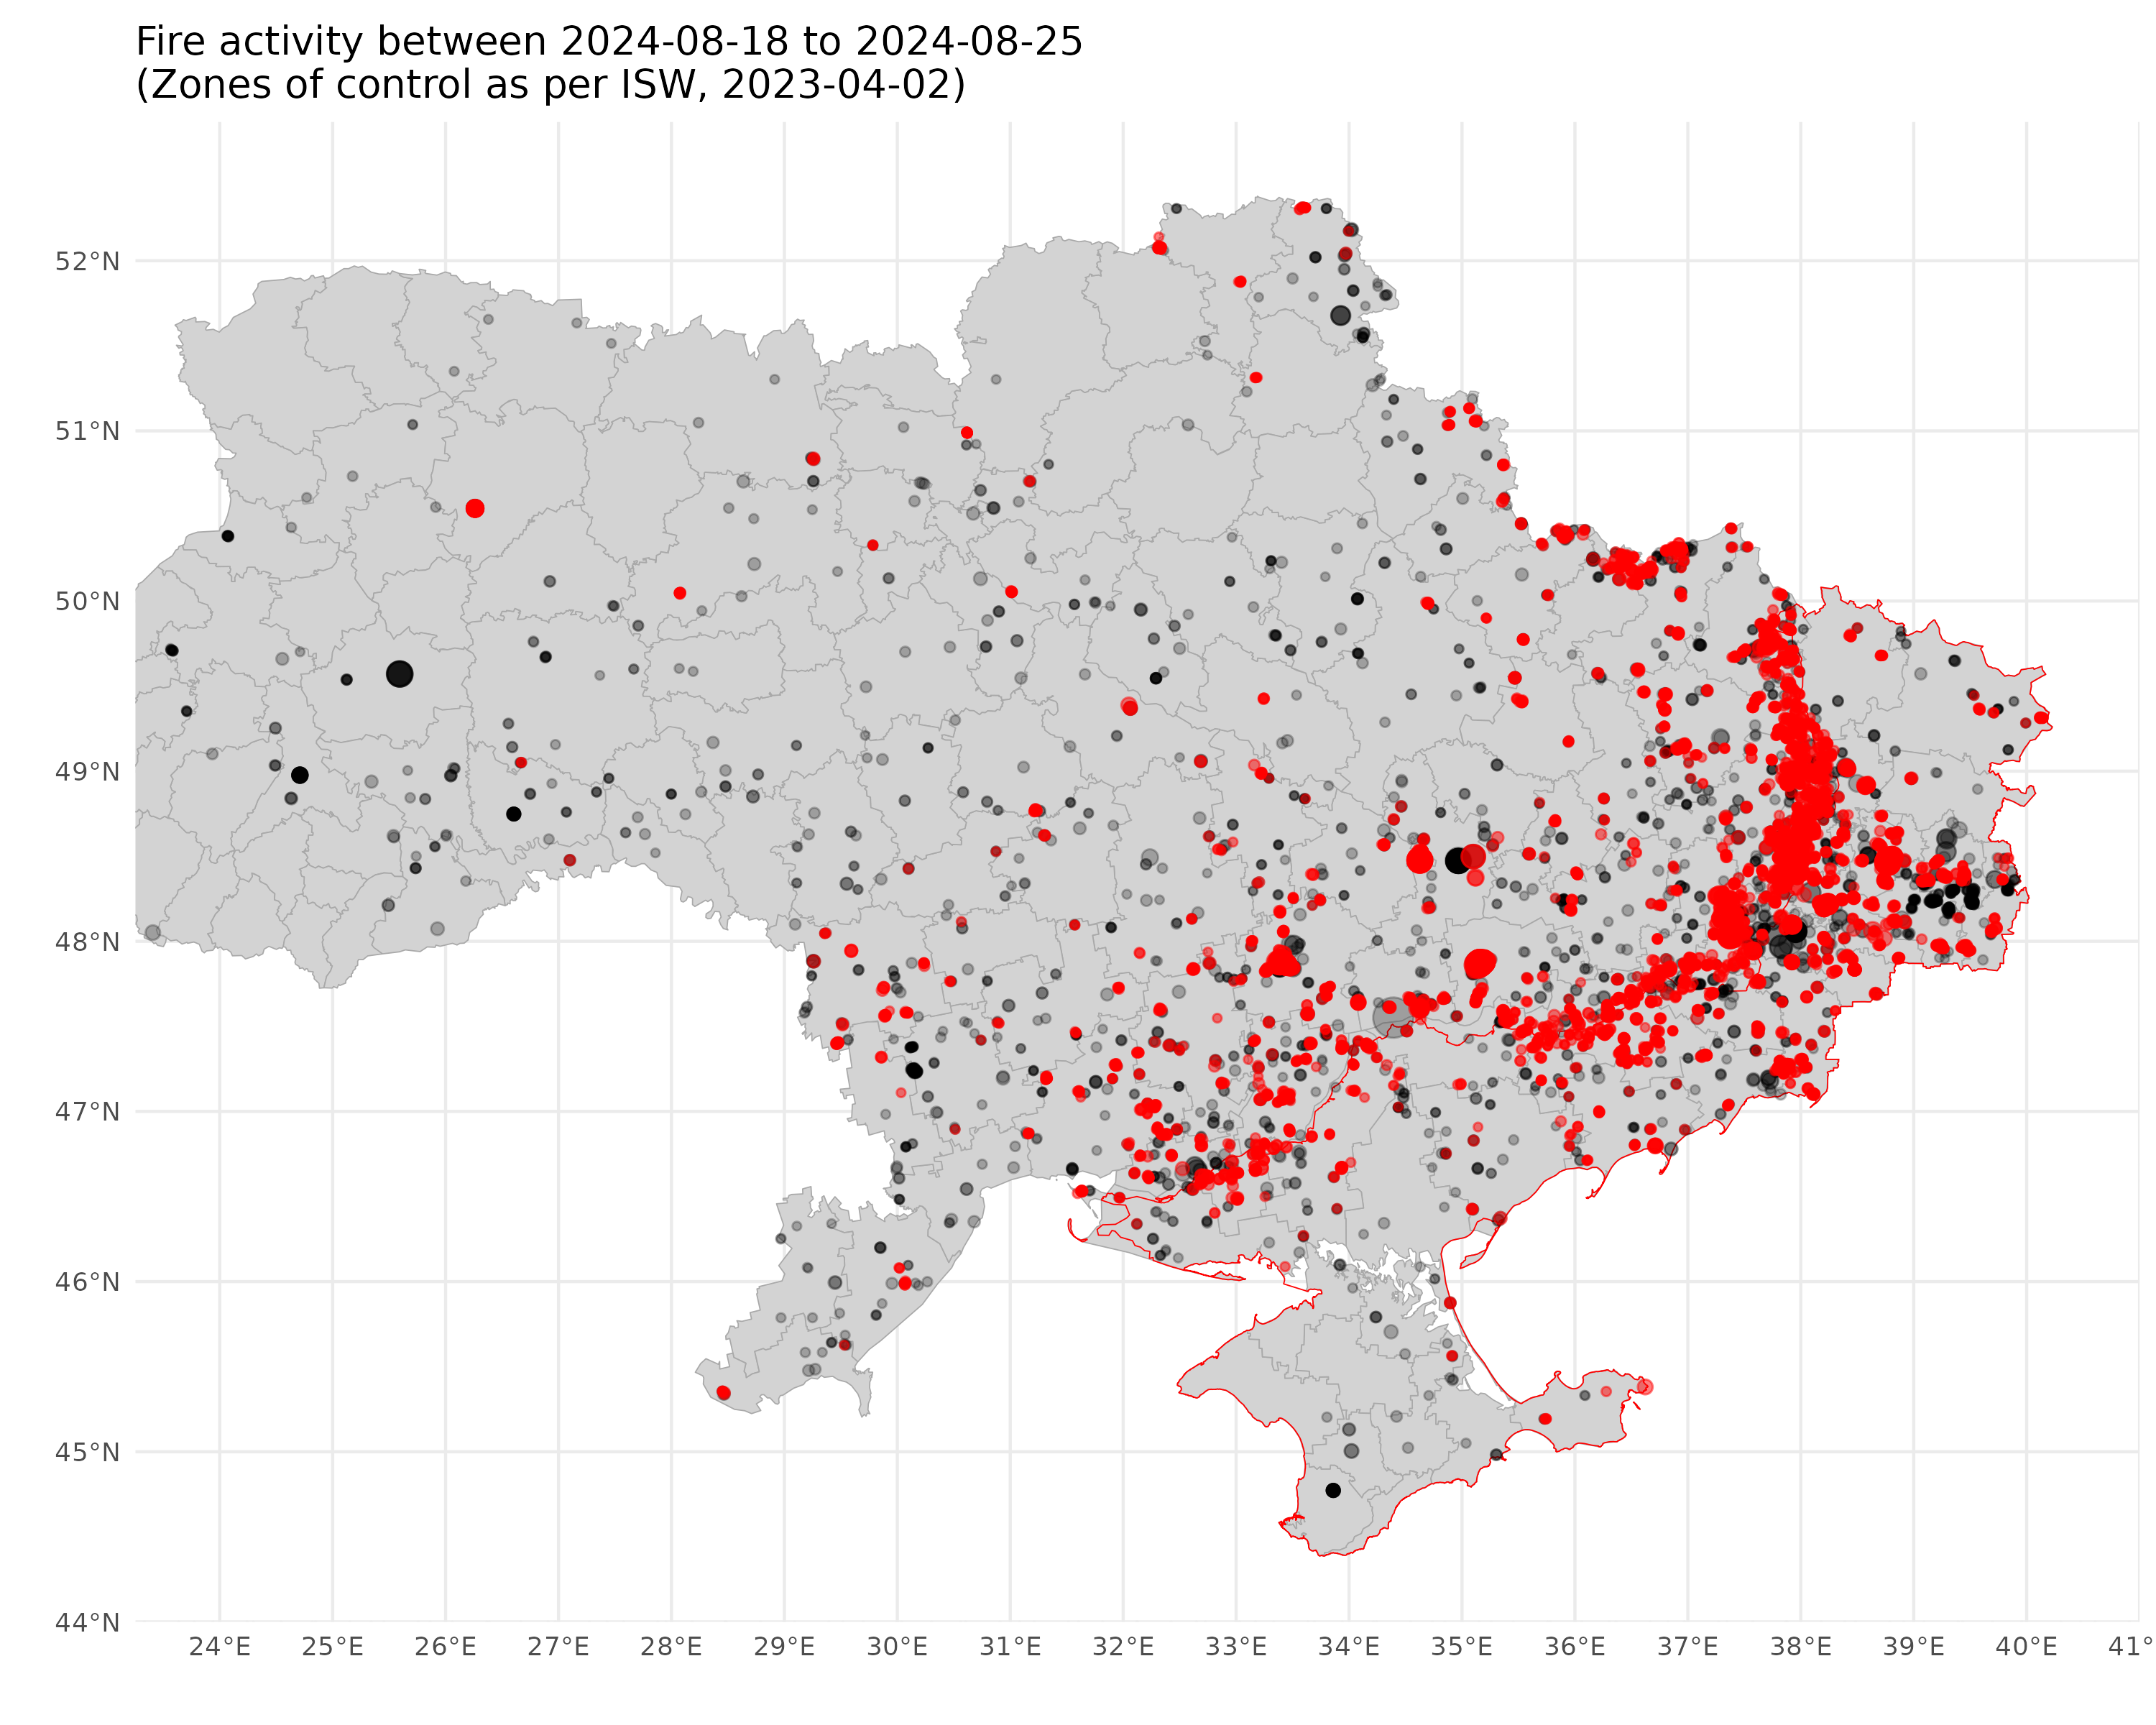 Fire activity between 2024-08-18 to 2024-08-25
(Zones of control as per ISW, 2023-04-02)
52°N
51°N
50°N
49°N
48°N
47°N
46°N
45°N
44°N
24°E 25°E 26°E 27°E 28°E 29°E 30°E 31°E 32°E 33°E 34°E 35°E 36°E 37°E 38°E 39°E 40°E 41°